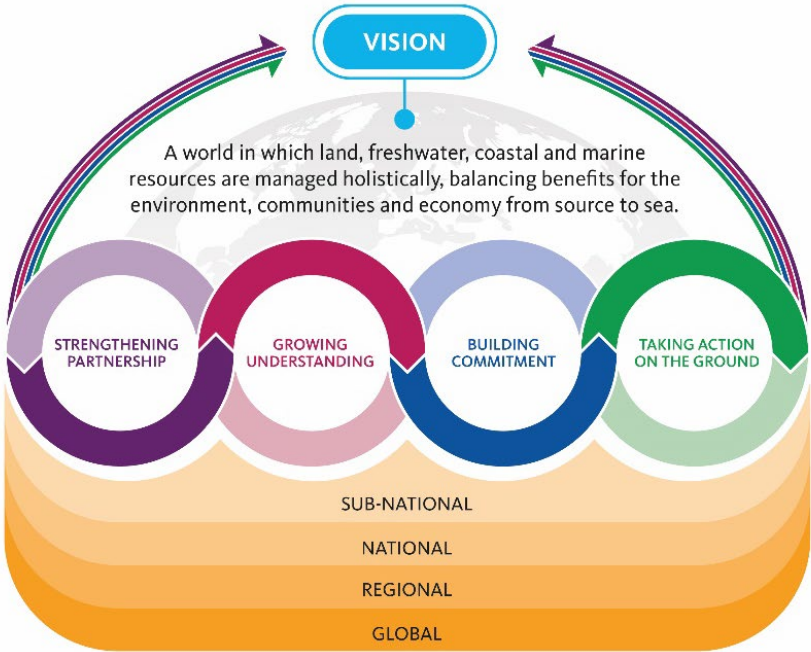 VISION
A world in which land, freshwater, coastal and marine
resources are managed holistically, balancing benefits for the
environment, communities and economy from source to sea.
STRENGTHENING
PARTNERSHIP
GROWING
UNDERSTANDING
BUILDING
COMMITMENT
TAKING ACTION
ON THE GROUND
SUB-NATIONAL
NATIONAL
REGIONAL
GLOBAL